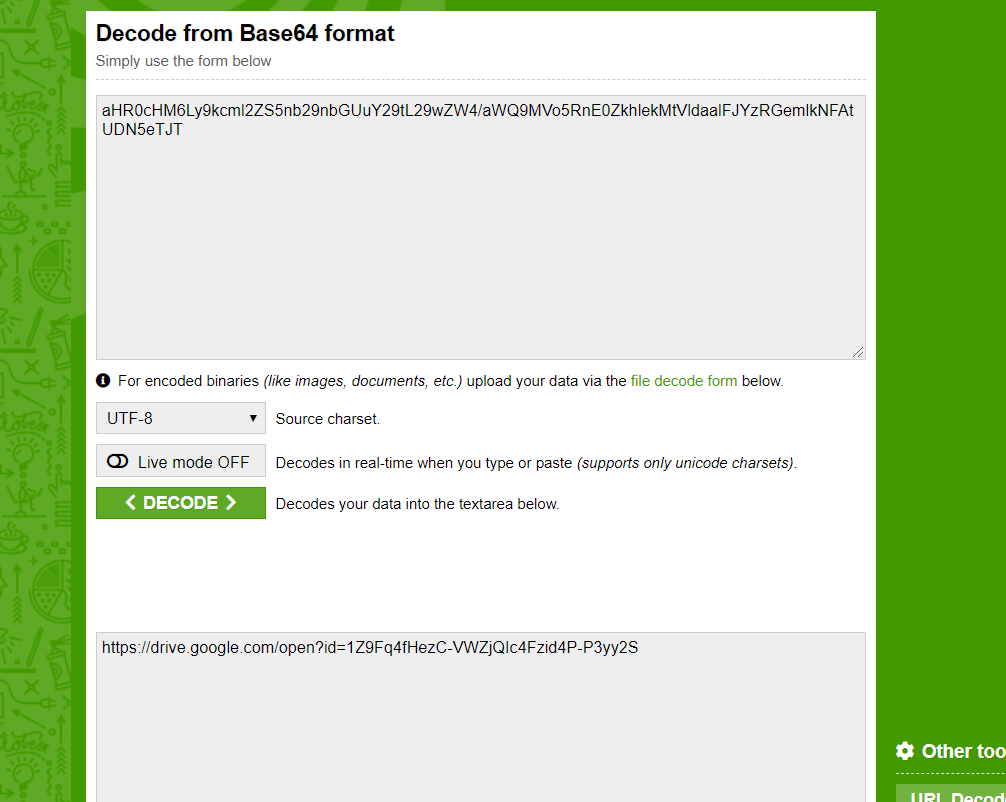 Decode from Base64 format
Simply use the form below
aHR0cHM6Ly9kcml2ZS5nb29nbGUuY29tL29wZW4/aWQ9MVo5RnE0ZkhlekMtVldaalFJYzRGemlkNFAt
UDN5eTJT
For encoded binaries (like images, documents, etc.) upload your data via the file decode form below.
UTF-8 Source charset.
Live mode OFF Decodes in real-time when you type or paste (supports only unicode charsets).
DECODE Decodes your data into the textarea below.
https://drive.google.com/open?id=1Z9Fq4fHezC-VWZjQIc4Fzid4P-P3yy2S
Other too
URL Decod